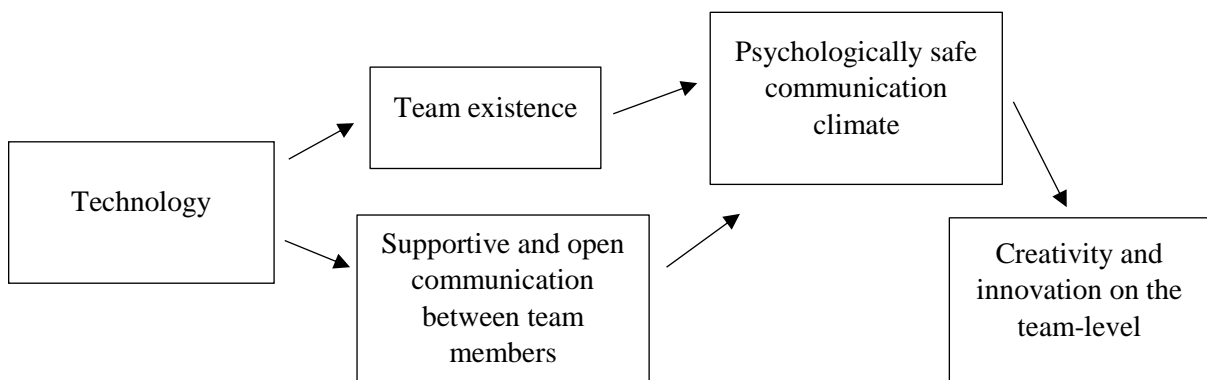 Technology
Team existence
Supportive and open
communication
between team
members
Psychologically safe
communication
climate
Creativity and
innovation on the
team-level